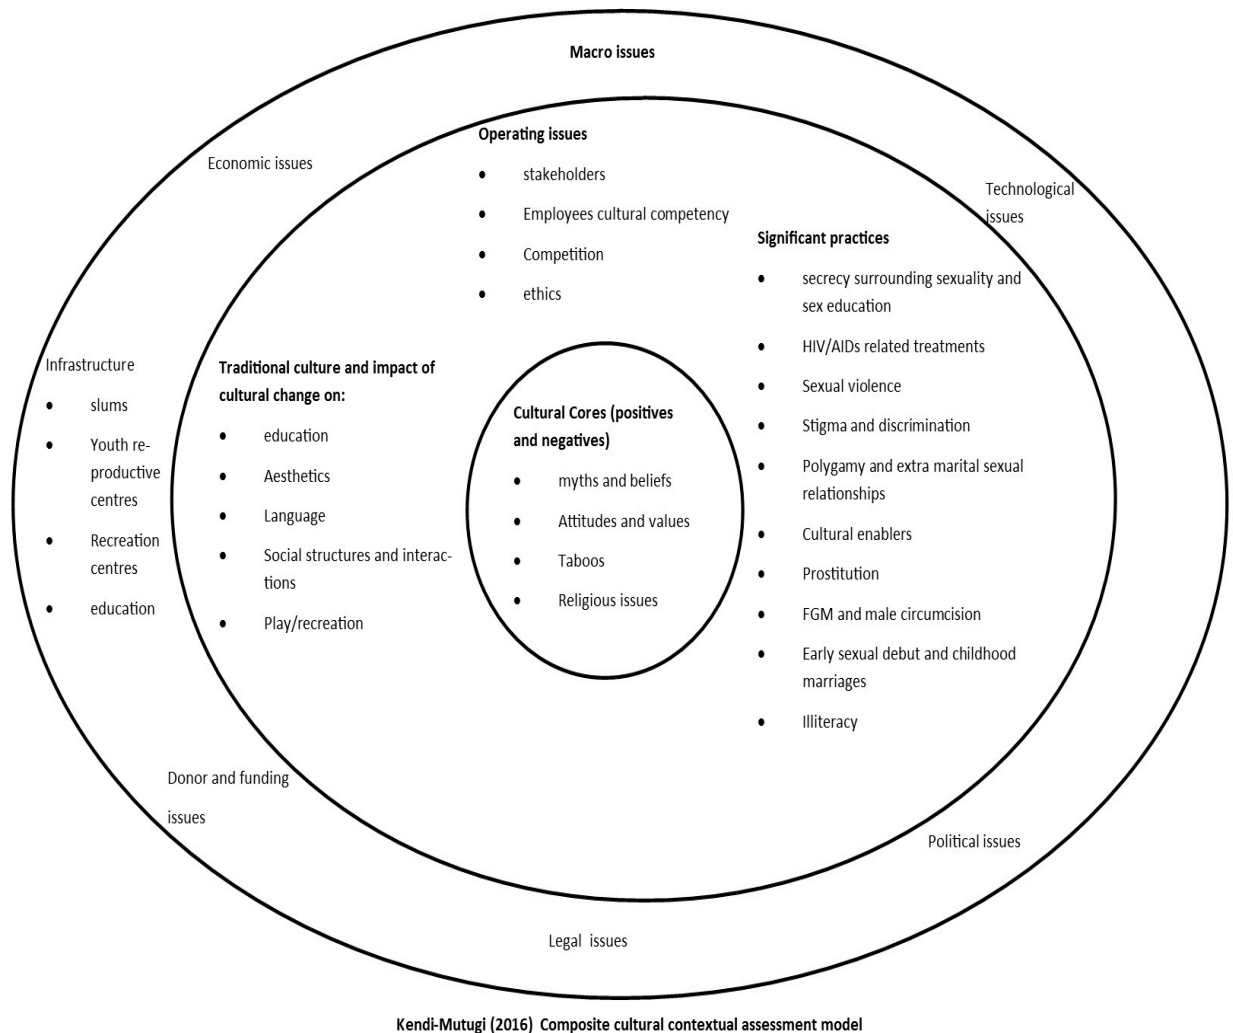 Macro issues
Economic issues
Technological
issues
Operating issues
• stakeholders
• Employees cultural competency
• Competition
• ethics
Significant practices
• secrecy surrounding sexuality and
sex education
• HIV/AIDs related treatments
• Sexual violence
• Stigma and discrimination
• Polygamy and extra marital sexual
relationships
• Cultural enablers
• Prostitution
• FGM and male circumcision
• Early sexual debut and childhood
marriages
• Illiteracy
Infrastructure
• slums
• Youth re-
productive
centres
• Recreation
centres
• education
Traditional culture and impact of
cultural change on:
• education
• Aesthetics
• Language
• Social structures and interac-
tions
• Play/recreation
Cultural Cores (positives
and negatives)
• myths and beliefs
• Attitudes and values
• Taboos
• Religious issues
Donor and funding
issues
Political issues
Legal issues
Kendi-Mutugi (2016) Composite cultural contextual assessment model